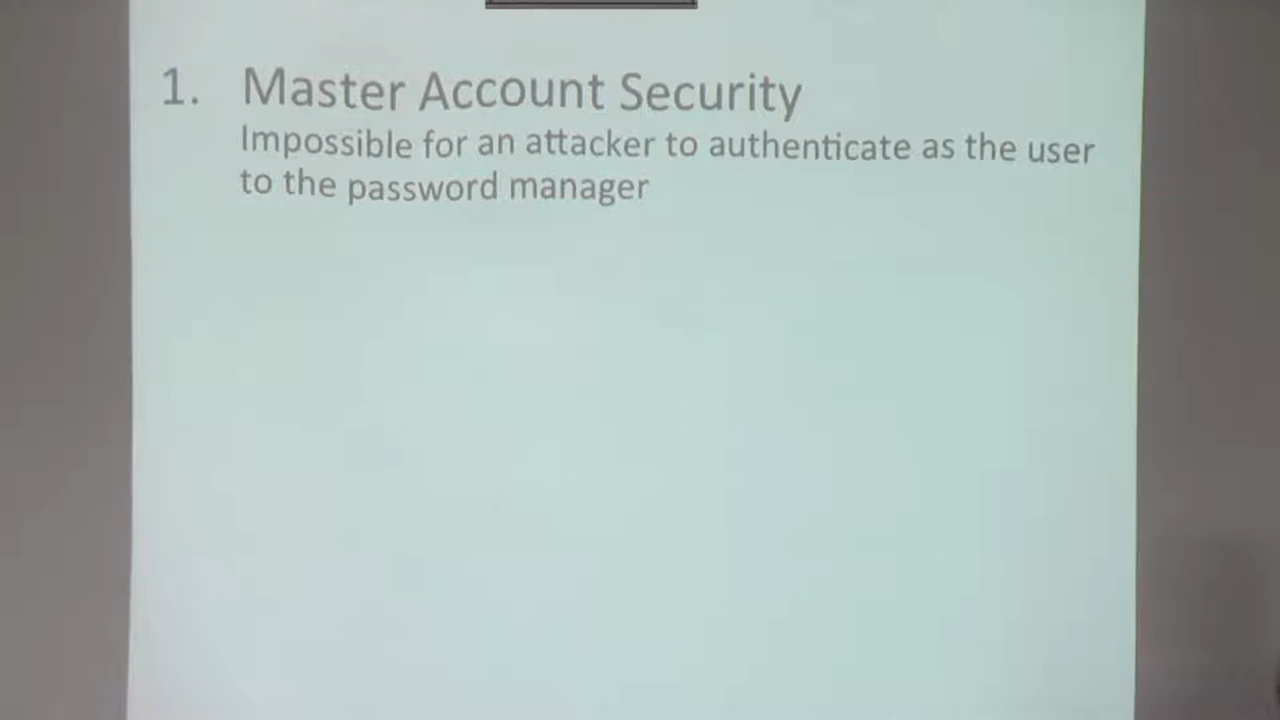 1. Master Account Security
Impossible for an attacker to authenticate as the user
to the password manager